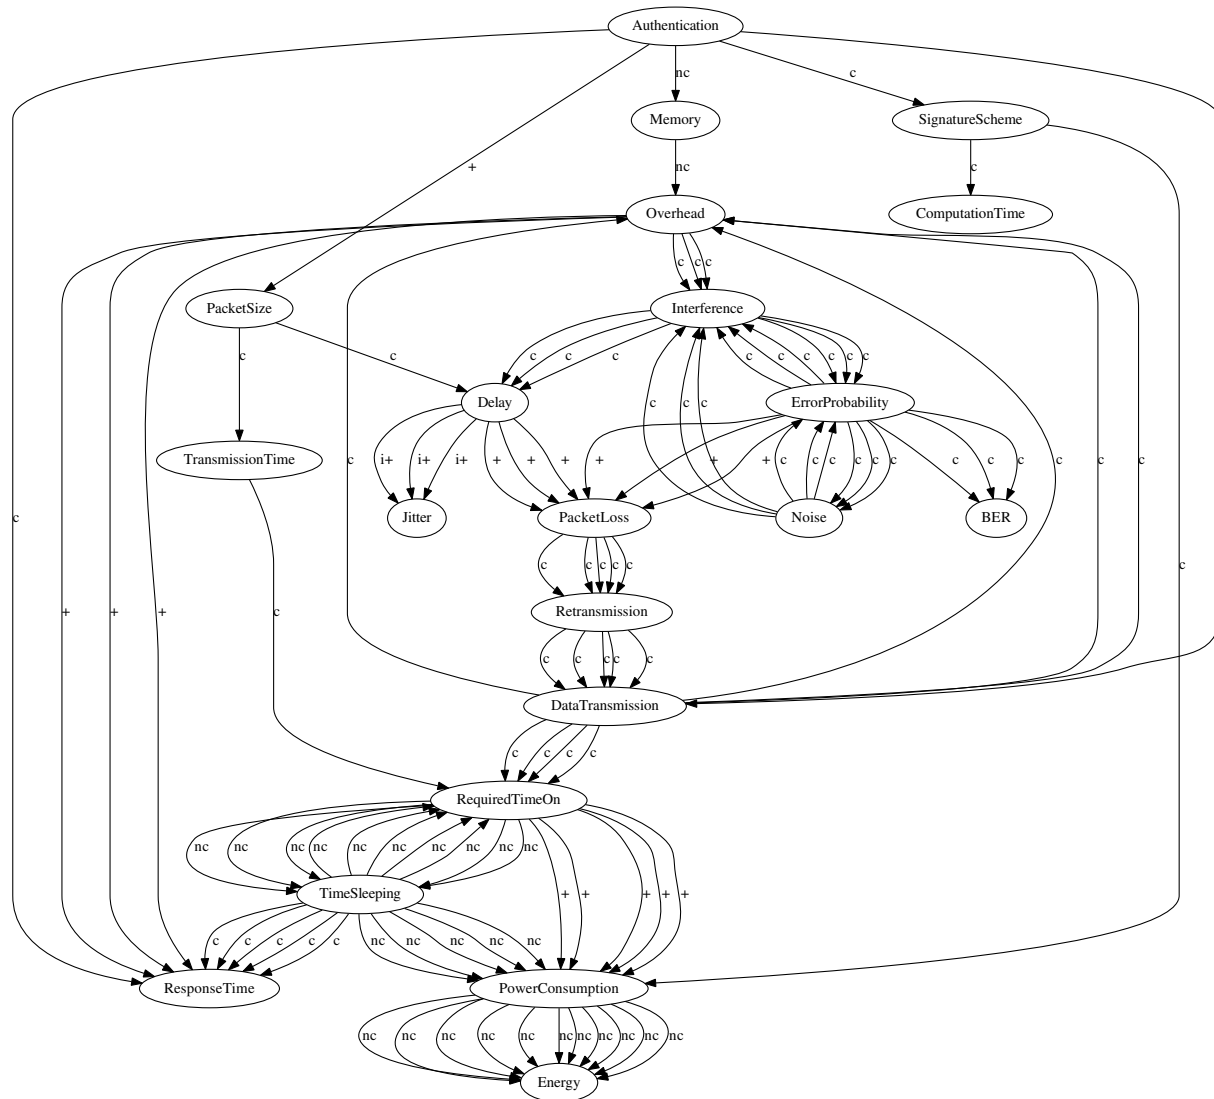 Authentication
nc c
Memory SignatureScheme
+ nc c
Overhead ComputationTime
c c c
PacketSize Interference
c c c c c c c c c c c c c c
Delay ErrorProbability
c c c
TransmissionTime i+ i+ i+ + + + + + + c c c c c c c c c
c Jitter PacketLoss Noise BER
c c c c c c
Retransmission
+ + + c
c c c c c
DataTransmission
c c c c
RequiredTimeOn
nc nc nc nc nc nc nc nc nc nc
TimeSleeping + + + + +
c c c c c nc nc nc nc nc
ResponseTime PowerConsumption
nc nc nc nc nc nc nc nc nc nc
Energy